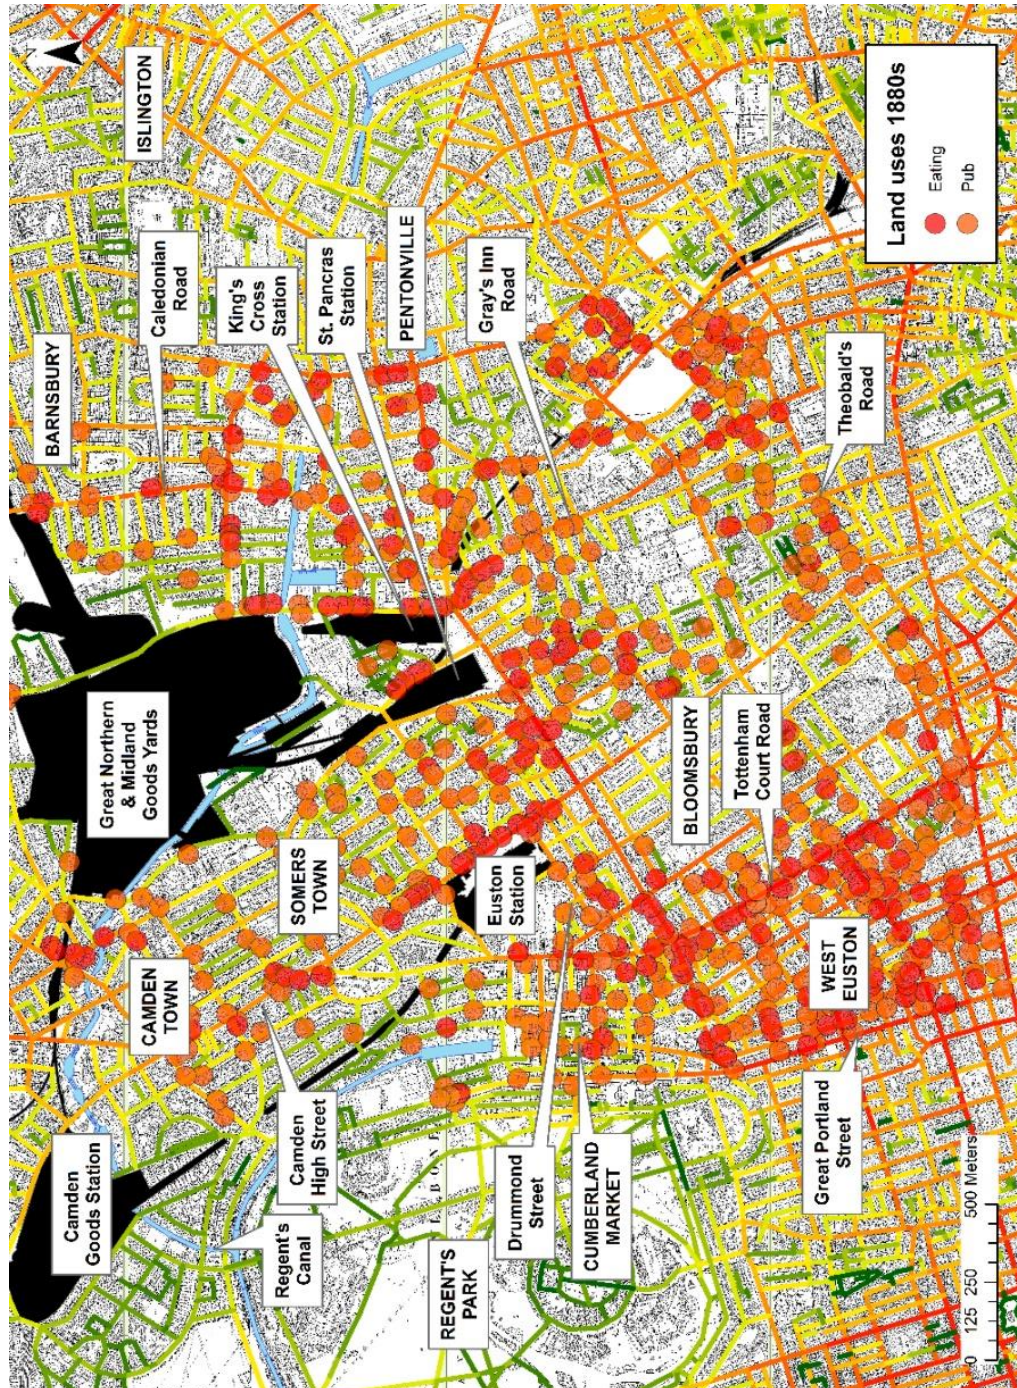 ISLINGTON
BARNSBURY
Caledonian
Road
King's
Cross
Station
St. Pancras
Station
PENTONVILLE
Gray's Inn
Road
Theobald's
Road
Great Northern
& Midland
Goods Yards
SOMERS
TOWN
Euston
Station
BLOOMSBURY
Tottenham
Court Road
CAMDEN
TOWN
WEST
EUSTON
Camden
Goods Station
Camden
High Street
Regent's
Canal
REGENT'S
PARK
Drummond
Street
CUMBERLAND
MARKET
Great Portland
Street
Land uses 1880s
Eating
Pub
0 125 250 500 Meters